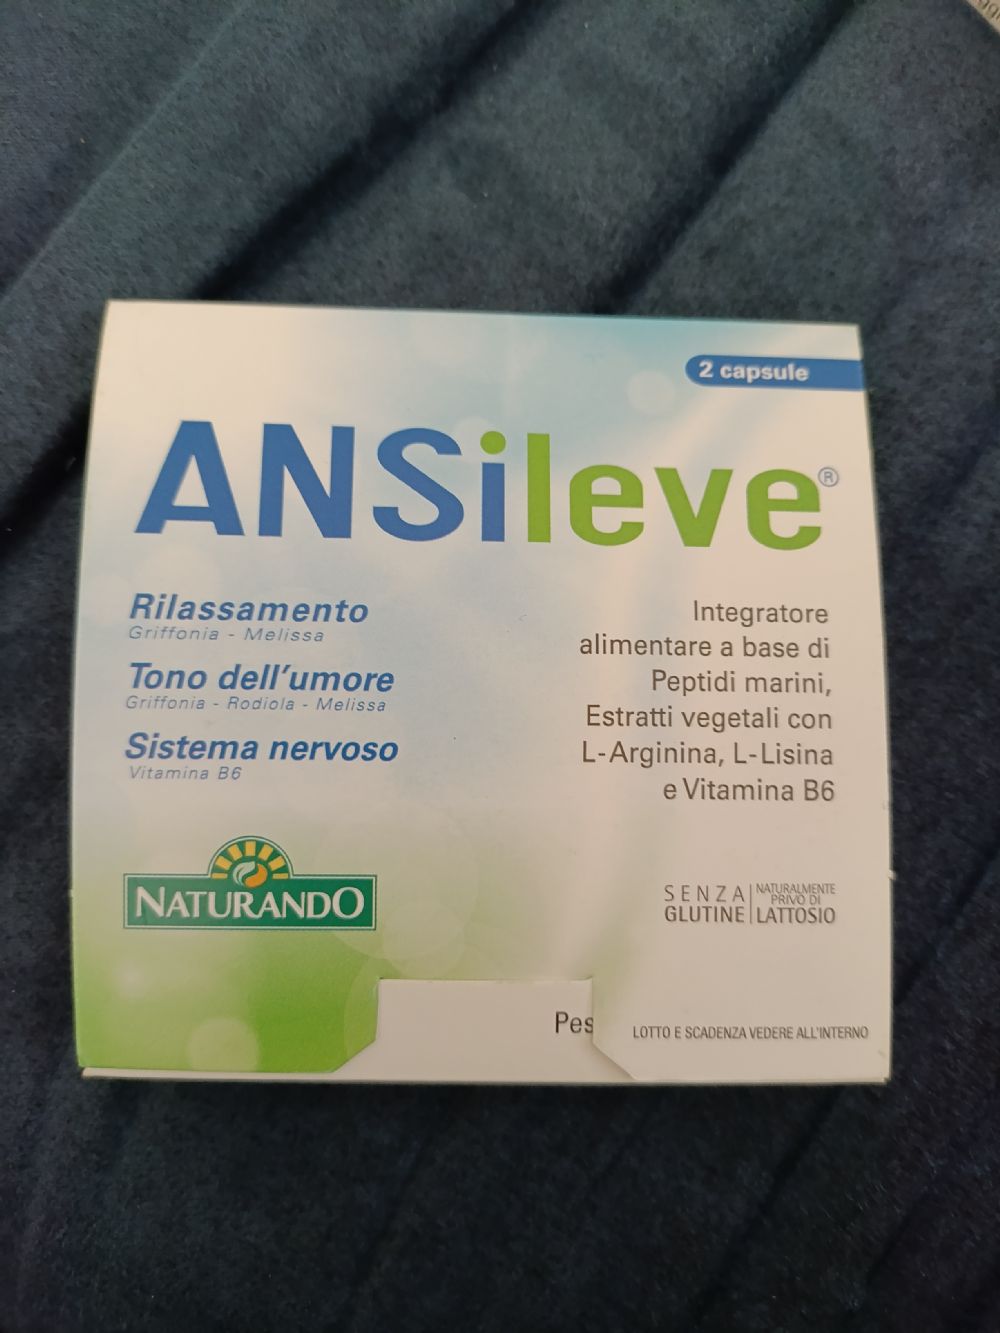 2 capsule
ANSileve®
Rilassamento
Griffonia - Melissa
Tono dell'umore
Griffonia - Rodiola - Melissa
Sistema nervoso
Vitamina B6
Integratore
alimentare a base di
Peptidi marini,
Estratti vegetali con
L-Arginina, L-Lisina
e Vitamina B6
NATURANDO
SENZA
GLUTINE
NATURALMENTE
PRIVO DI
LATTOSIO
Pes
LOTTO E SCADENZA VEDERE ALL'INTERNO